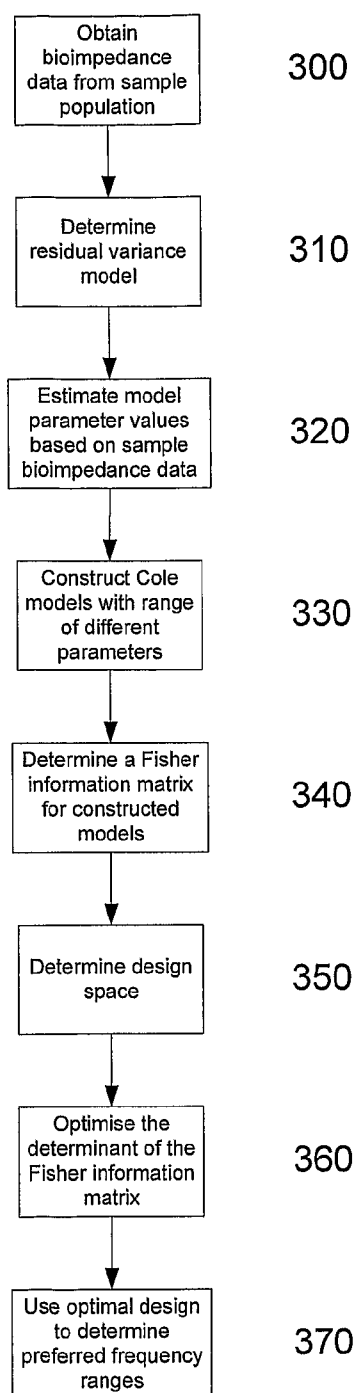 Obtain
bioimpedance
data from sample
population
300
Determine
residual variance
model
310
Estimate model
parameter values
based on sample
bioimpedance data
320
Construct Cole
models with range
of different
parameters
330
Determine a Fisher
information matrix
for constructed
models
340
Determine design
space
350
Optimise the
determinant of the
Fisher information
matrix
360
Use optimal design
to determine
preferred frequency
ranges
370